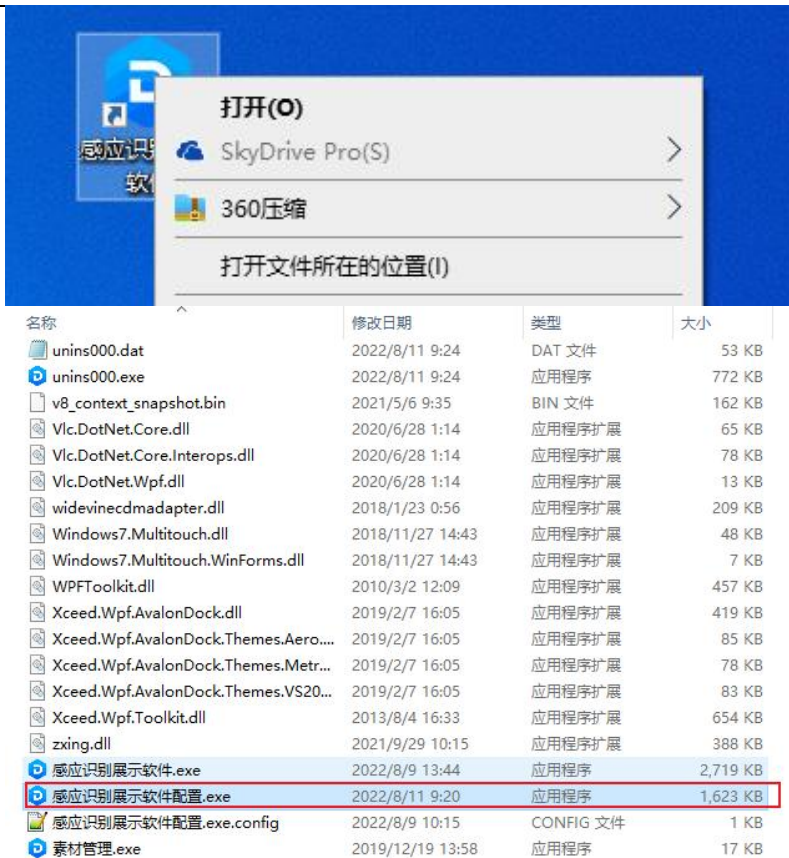 打开(O)
感应识
软
SkyDrive Pro(S)
360压缩
打开文件所在的位置(I)
名称 修改日期 类型 大小
unins000.dat 2022/8/11 9:24 DAT 文件 53 KB
unins000.exe 2022/8/11 9:24 应用程序 772 KB
v8_context_snapshot.bin 2021/5/6 9:35 BIN 文件 162 KB
Vlc.DotNet.Core.dll 2020/6/28 1:14 应用程序扩展 65 KB
Vlc.DotNet.Core.Interops.dll 2020/6/28 1:14 应用程序扩展 78 KB
Vlc.DotNet.Wpf.dll 2020/6/28 1:14 应用程序扩展 13 KB
widevinecdmadapter.dll 2018/1/23 0:56 应用程序扩展 209 KB
Windows7.Multitouch.dll 2018/11/27 14:43 应用程序扩展 48 KB
Windows7.Multitouch.WinForms.dll 2018/11/27 14:43 应用程序扩展 7 KB
WPFToolkit.dll 2010/3/2 12:09 应用程序扩展 457 KB
Xceed.Wpf.AvalonDock.dll 2019/2/7 16:05 应用程序扩展 419 KB
Xceed.Wpf.AvalonDock.Themes.Aero.... 2019/2/7 16:05 应用程序扩展 85 KB
Xceed.Wpf.AvalonDock.Themes.Metr... 2019/2/7 16:05 应用程序扩展 78 KB
Xceed.Wpf.AvalonDock.Themes.VS20... 2019/2/7 16:05 应用程序扩展 83 KB
Xceed.Wpf.Toolkit.dll 2013/8/4 16:33 应用程序扩展 654 KB
zxing.dll 2021/9/29 10:15 应用程序扩展 388 KB
感应识别展示软件.exe 2022/8/9 13:44 应用程序 2,719 KB
感应识别展示软件配置.exe 2022/8/11 9:20 应用程序 1,623 KB
感应识别展示软件配置.exe.config 2022/8/9 10:15 CONFIG 文件 1 KB
素材管理.exe 2019/12/19 13:58 应用程序 17 KB